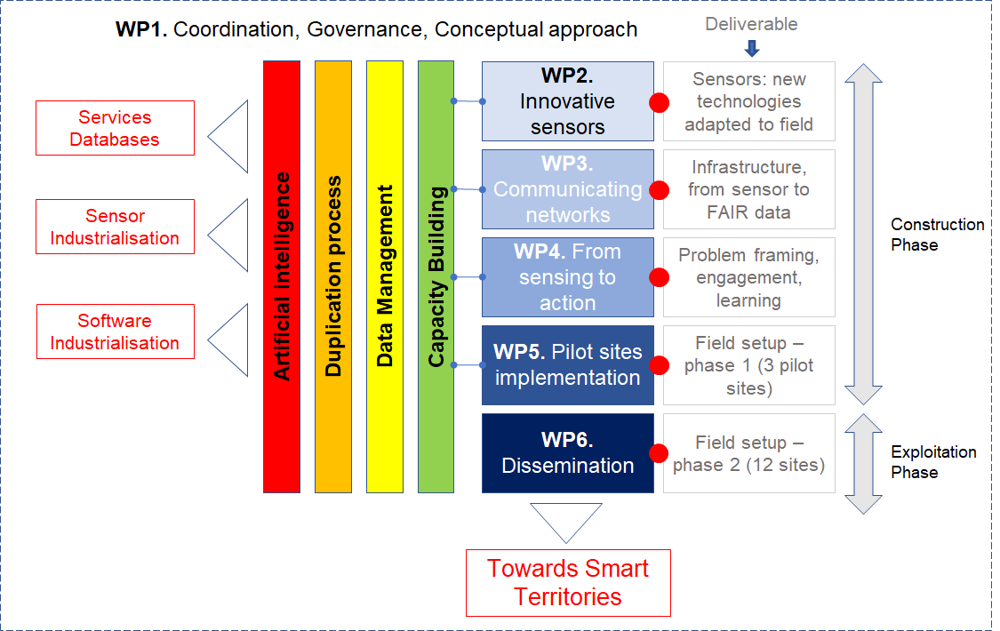 WP1. Coordination, Governance, Conceptual approach
Deliverable
Services
Databases
Sensor
Industrialisation
Software
Industrialisation
Artificial intelligence
Duplication process
Data Management
Capacity Building
WP2.
Innovative
sensors
Sensors: new
technologies
adapted to field
WP3.
Communicating
networks
Infrastructure,
from sensor to
FAIR data
WP4. From
sensing to
action
Problem framing,
engagement,
learning
WP5. Pilot sites
implementation
Field setup –
phase 1 (3 pilot
sites)
WP6.
Dissemination
Field setup –
phase 2 (12 sites)
Construction
Phase
Exploitation
Phase
Towards Smart
Territories